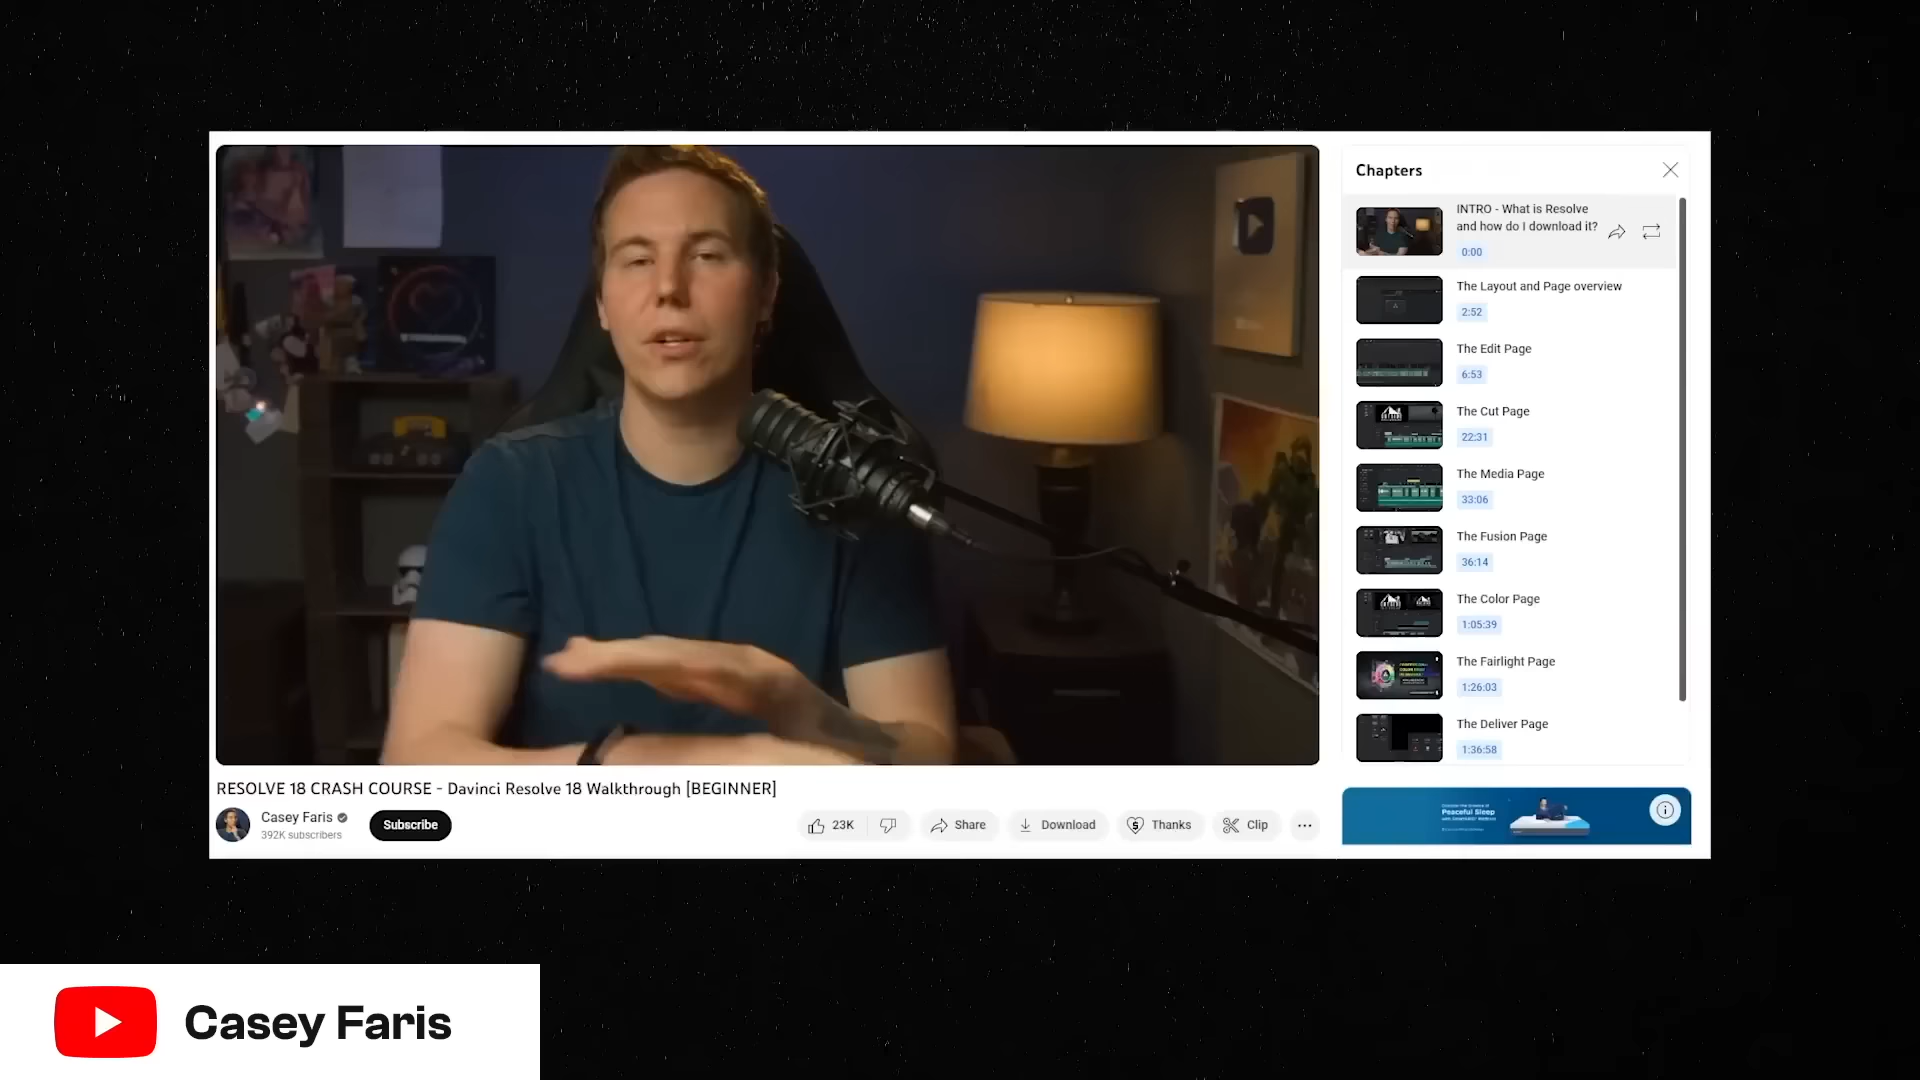 Chapters
INTRO - What is Resolve
and how do I download it?
0:00
The Layout and Page overview
2:52
The Edit Page
6:53
The Cut Page
22:31
The Media Page
33:06
The Fusion Page
36:14
The Color Page
1:05:39
The Fairlight Page
1:26:03
The Deliver Page
1:36:58
RESOLVE 18 CRASH COURSE - Davinci Resolve 18 Walkthrough [BEGINNER]
Casey Faris
392K subscribers
Subscribe
23K
Share
Download
Thanks
Clip
Peaceful Sleep
Casey Faris